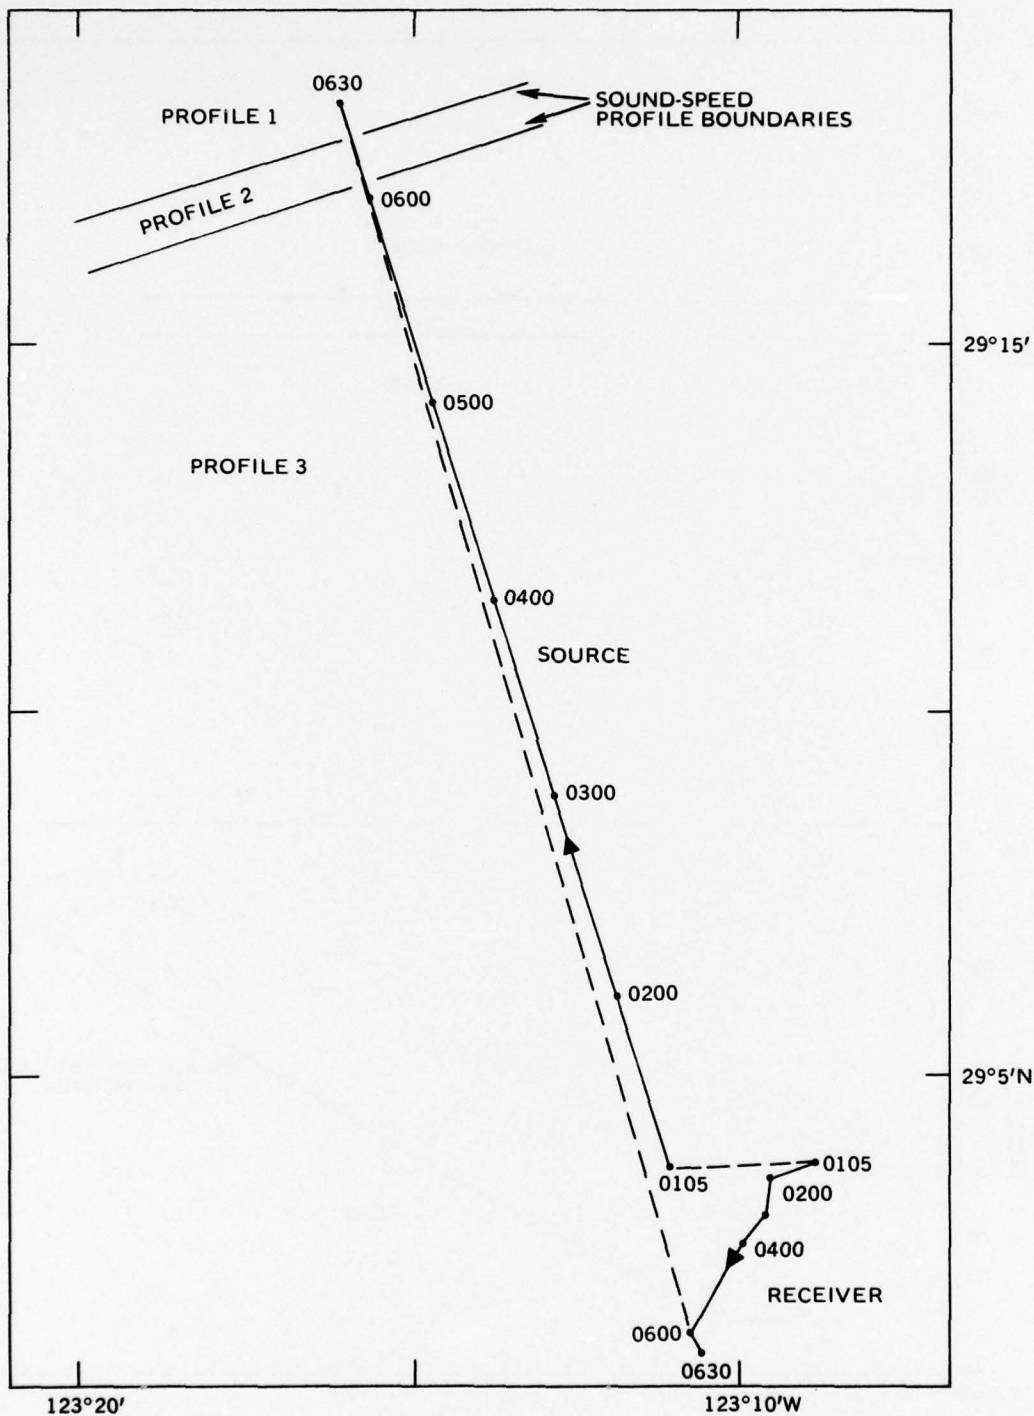 0630
PROFILE 1
SOUND-SPEED
PROFILE BOUNDARIES
PROFILE 2
0600
29°15'
0500
PROFILE 3
0400
SOURCE
0300
0200
29°5'N
0105
0105
0200
0400
RECEIVER
0600
0630
123°20'
123°10'W